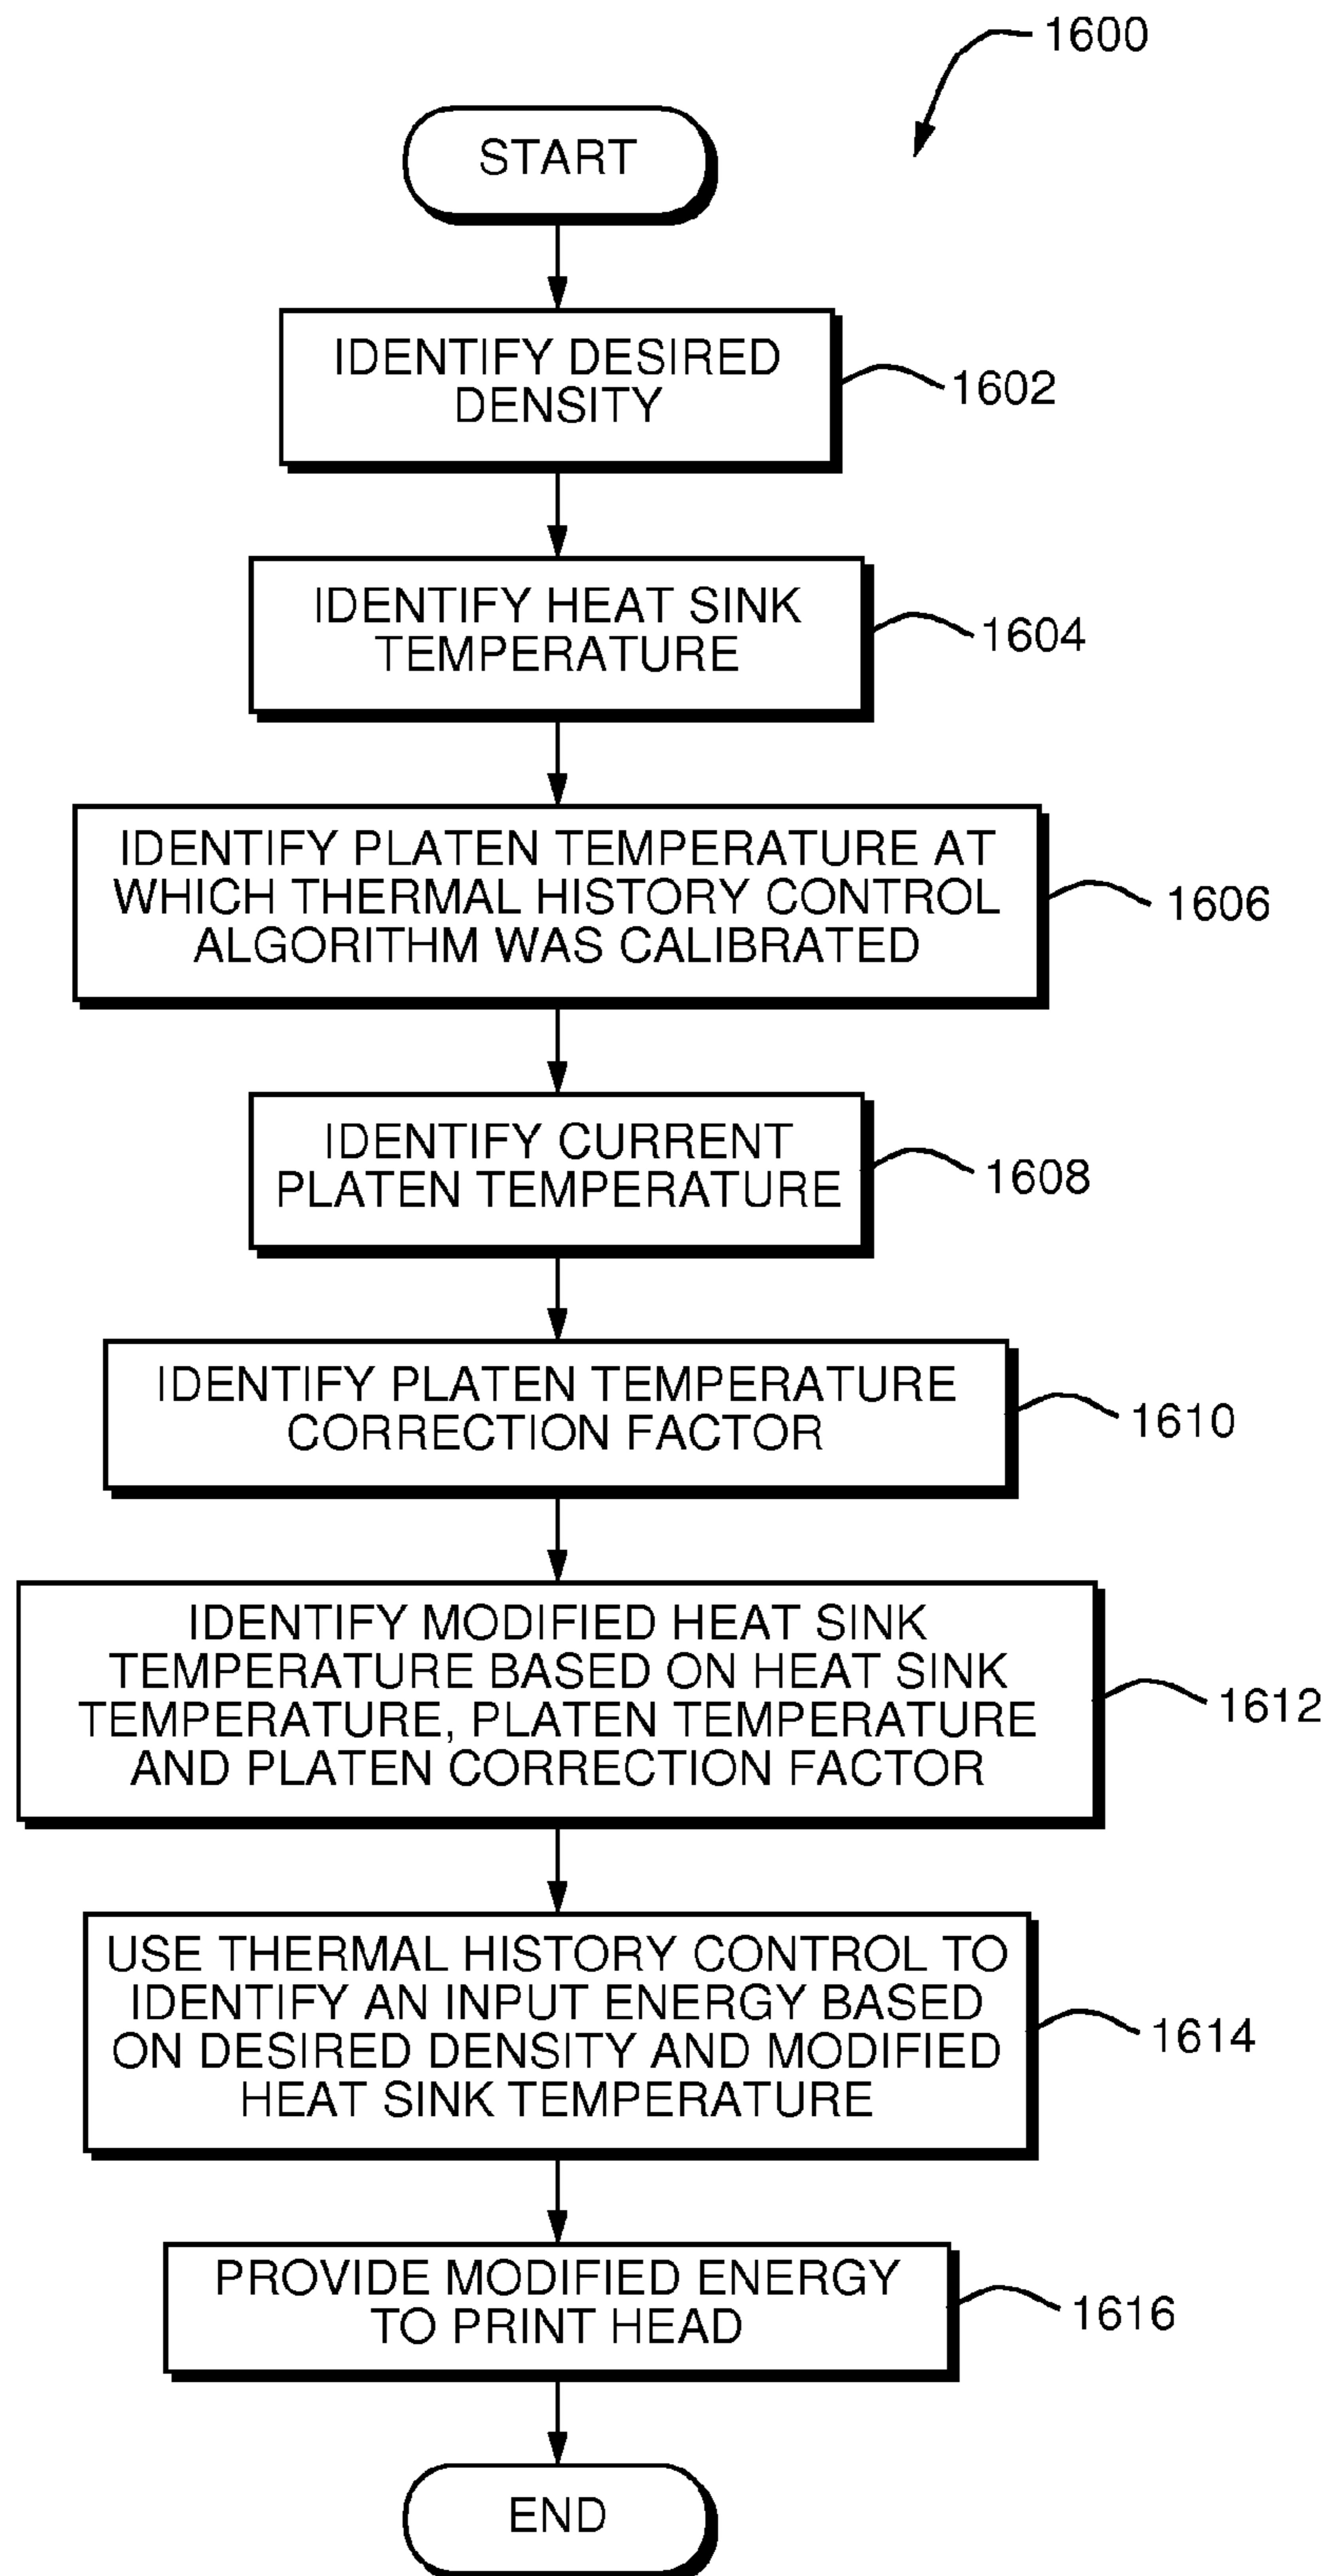 1600
START
IDENTIFY DESIRED
DENSITY
1602
IDENTIFY HEAT SINK
TEMPERATURE
1604
IDENTIFY PLATEN TEMPERATURE AT
WHICH THERMAL HISTORY CONTROL
ALGORITHM WAS CALIBRATED
1606
IDENTIFY CURRENT
PLATEN TEMPERATURE
1608
IDENTIFY PLATEN TEMPERATURE
CORRECTION FACTOR
1610
IDENTIFY MODIFIED HEAT SINK
TEMPERATURE BASED ON HEAT SINK
TEMPERATURE, PLATEN TEMPERATURE
AND PLATEN CORRECTION FACTOR
1612
USE THERMAL HISTORY CONTROL TO
IDENTIFY AN INPUT ENERGY BASED
ON DESIRED DENSITY AND MODIFIED
HEAT SINK TEMPERATURE
1614
PROVIDE MODIFIED ENERGY
TO PRINT HEAD
1616
END